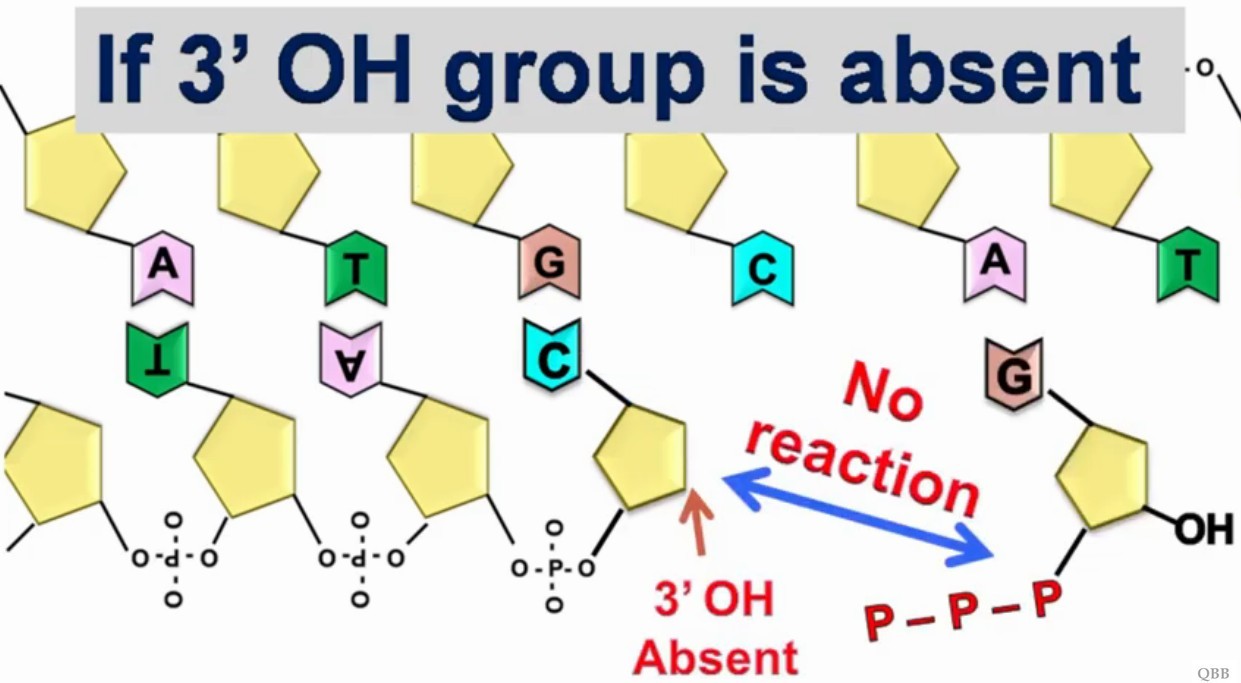 If 3’ OH group is absent
- O
A T G C A T
T A C G
No
reaction
OH
O O O
O - P - O O - P - O O - P - O
O O O
3’ OH
Absent
P – P – P
QBB